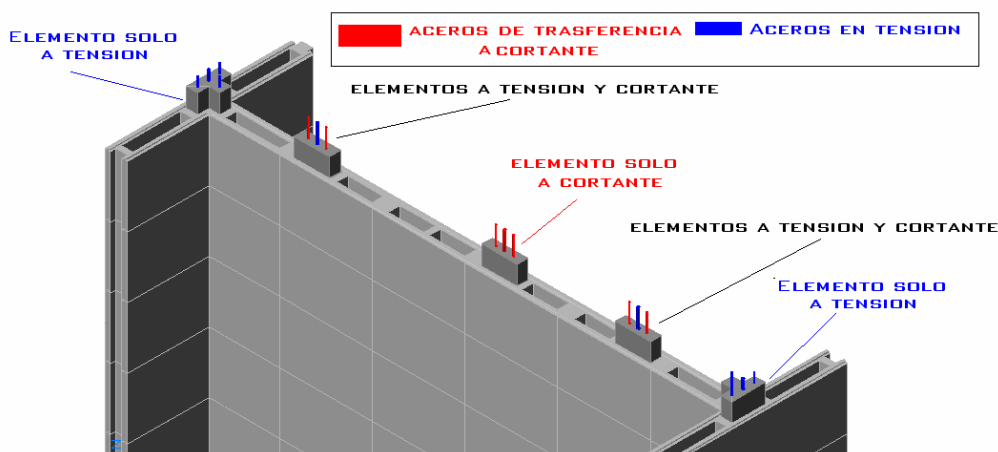 ELEMENTO SOLO
A TENSION
ACEROS DE TRASFERENCIA
A CORTANTE
ACEROS EN TENSION
ELEMENTOS A TENSION Y CORTANTE
ELEMENTO SOLO
A CORTANTE
ELEMENTOS A TENSION Y CORTANTE
ELEMENTO SOLO
A TENSION